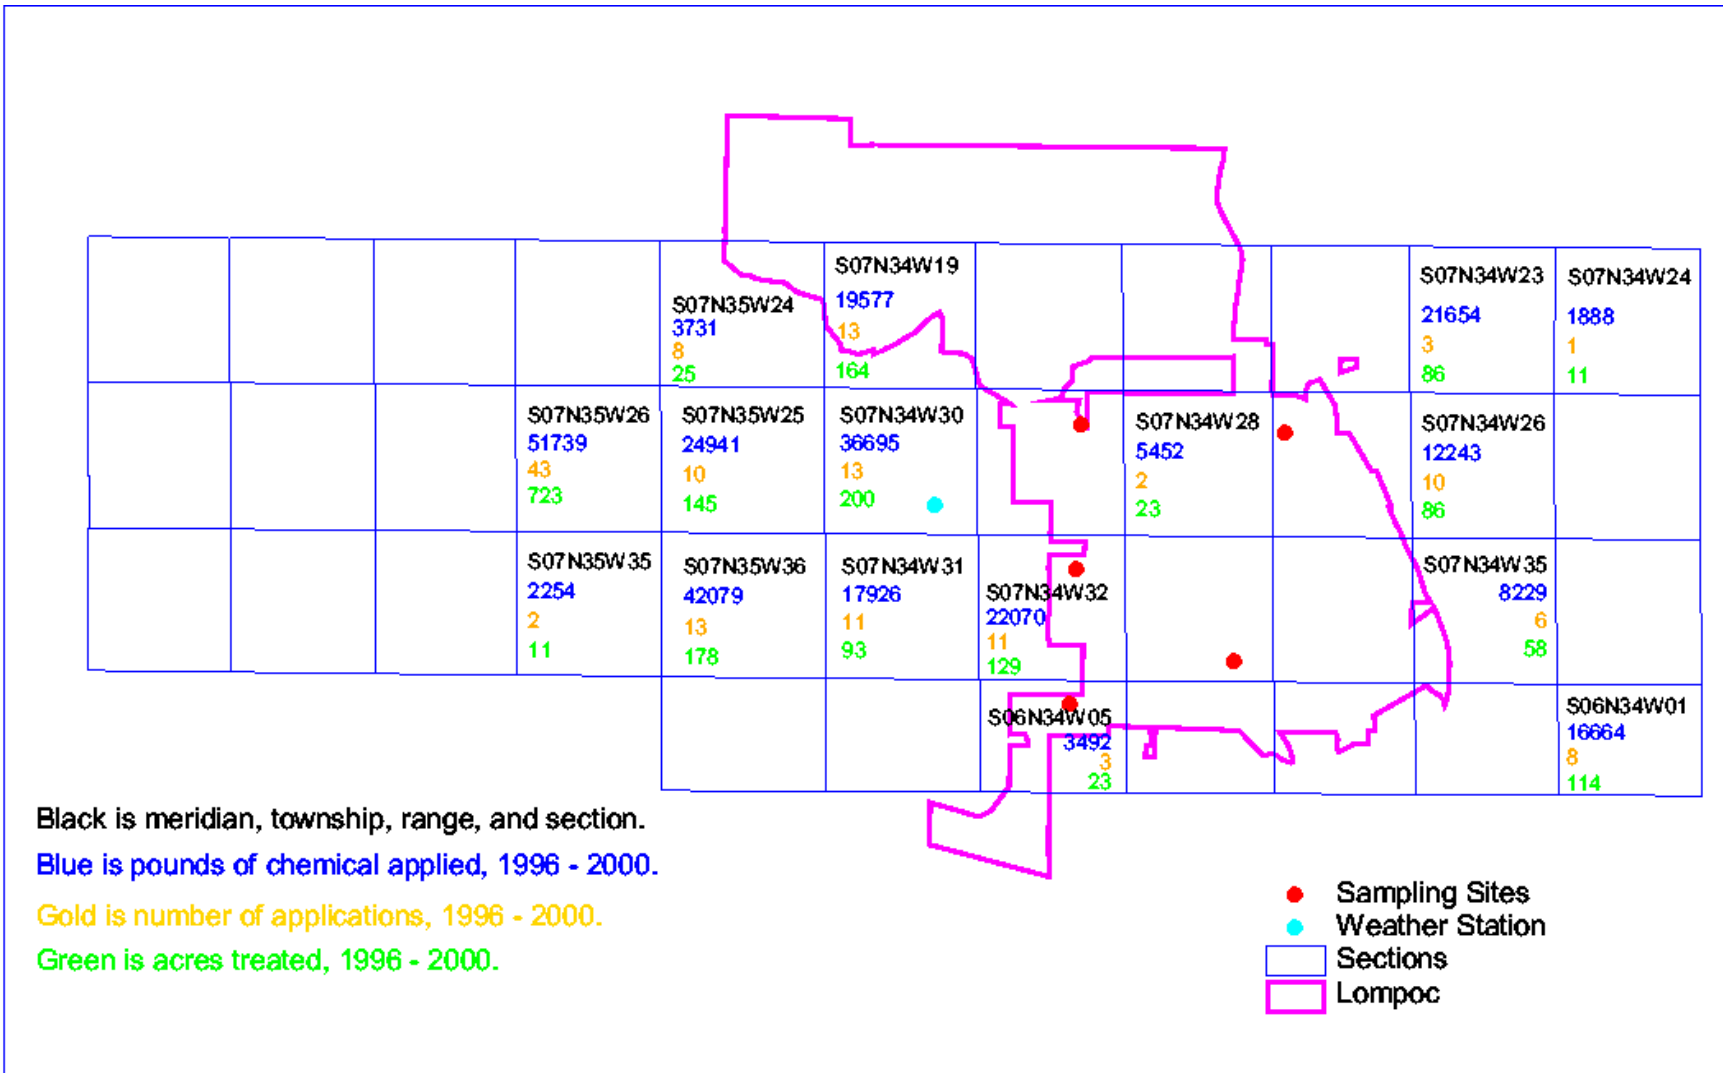 S07N35W24
3731
8
25
S07N34W19
19577
13
164
S07N34W23
21654
3
86
S07N34W24
1888
1
11
S07N35W26
51739
43
723
S07N35W25
24941
10
145
S07N34W30
36695
13
200
S07N34W28
5452
2
23
S07N34W26
12243
10
86
S07N35W35
2254
2
11
S07N35W36
42079
13
178
S07N34W31
17926
11
93
S07N34W32
22070
11
129
S07N34W35
8229
6
58
S06N34W05
3492
3
23
S06N34W01
16664
8
114
Black is meridian, township, range, and section.
Blue is pounds of chemical applied, 1996 - 2000.
Gold is number of applications, 1996 - 2000.
Green is acres treated, 1996 - 2000.
Sampling Sites
Weather Station
Sections
Lompoc